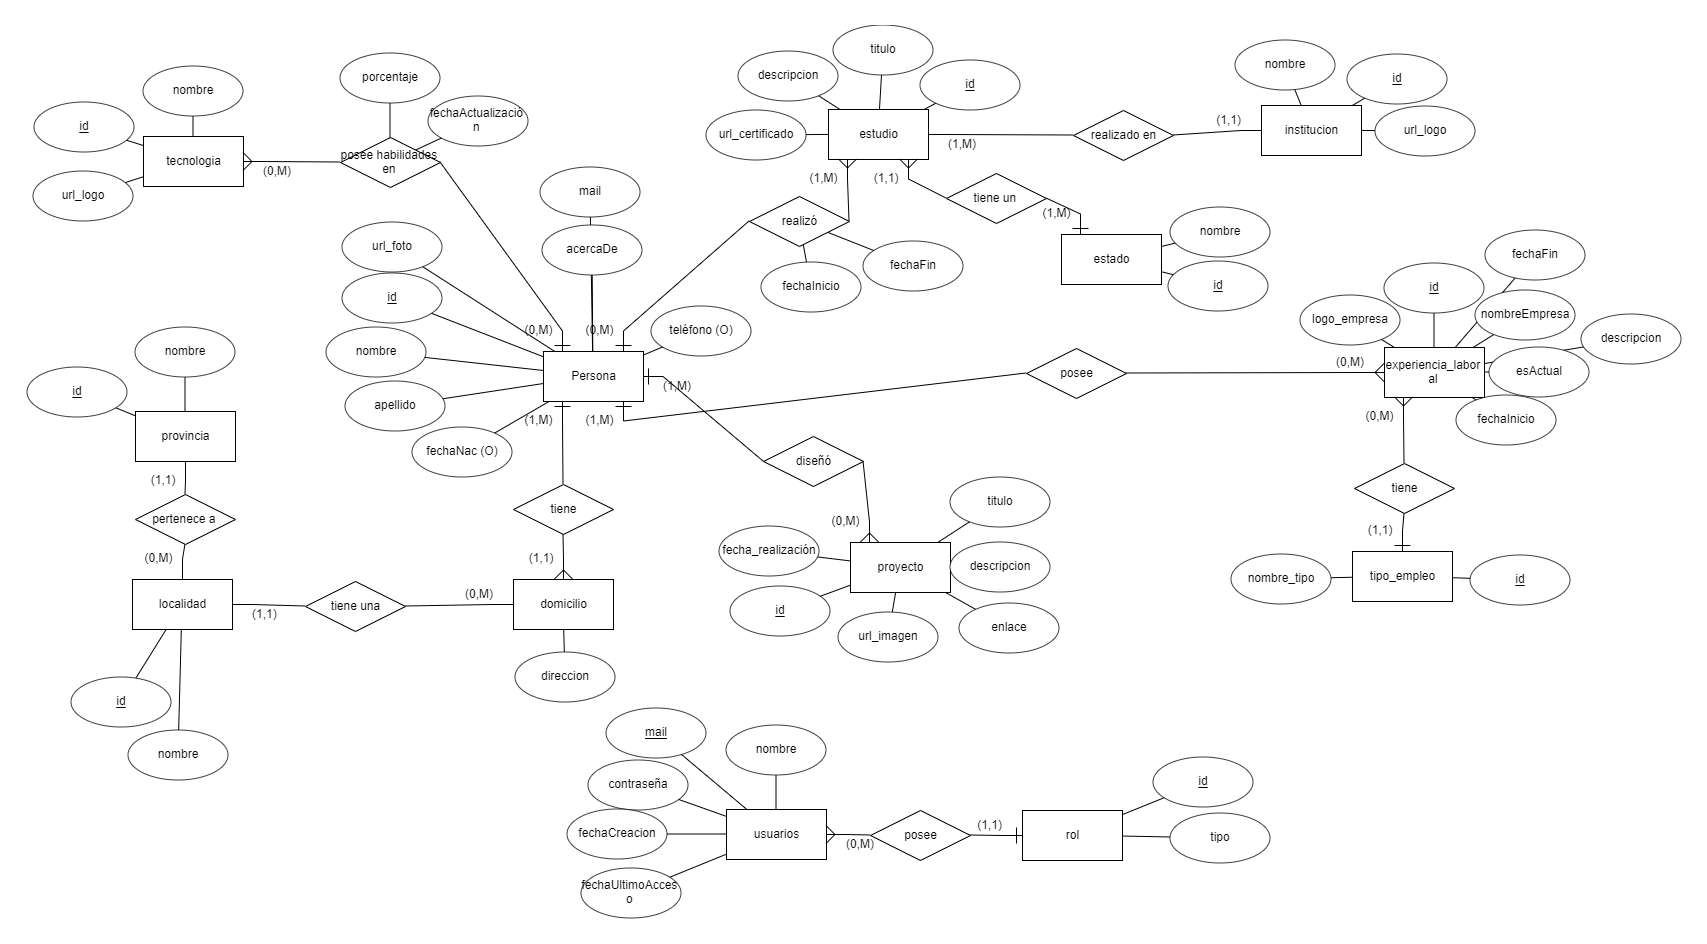 titulo
nombre
porcentaje
descripcion
id
nombre
id
fechaActualizació
n
id
url_certificado
estudio
realizado en
(1,1)
institucion
url_logo
(1,M)
tecnologia
(0,M)
posee habilidades
en
url_logo
mail
(1,M)
(1,1)
tiene un
(1,M)
realizó
nombre
url_foto
acercaDe
fechaFin
estado
fechaInicio
id
fechaFin
id
id
nombreEmpresa
logo_empresa
descripcion
(0,M)
(0,M)
teléfono (O)
nombre
nombre
Persona
(1,M)
posee
(0,M)
experiencia_labor
al
esActual
id
apellido
(1,M)
(1,M)
(0,M)
fechaInicio
provincia
fechaNac (O)
diseñó
(1,1)
tiene
pertenece a
tiene
titulo
(0,M)
(1,1)
(0,M)
(1,1)
fecha_realización
proyecto
descripcion
nombre_tipo
tipo_empleo
id
localidad
(1,1)
tiene una
(0,M)
domicilio
id
url_imagen
enlace
direccion
id
nombre
mail
nombre
id
contraseña
fechaCreacion
usuarios
(0,M)
posee
(1,1)
rol
tipo
fechaUltimoAcces
o